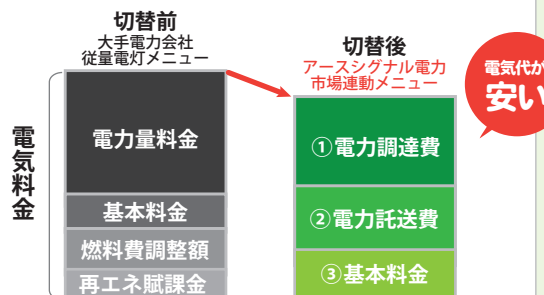 切替前
大手電力会社
従量電灯メニュー
切替後
アースシグナル電力
市場連動メニュー
電気代が
安い
電気料金
電力量料金
基本料金
燃料費調整額
再エネ賦課金
①電力調達費
②電力託送費
③基本料金